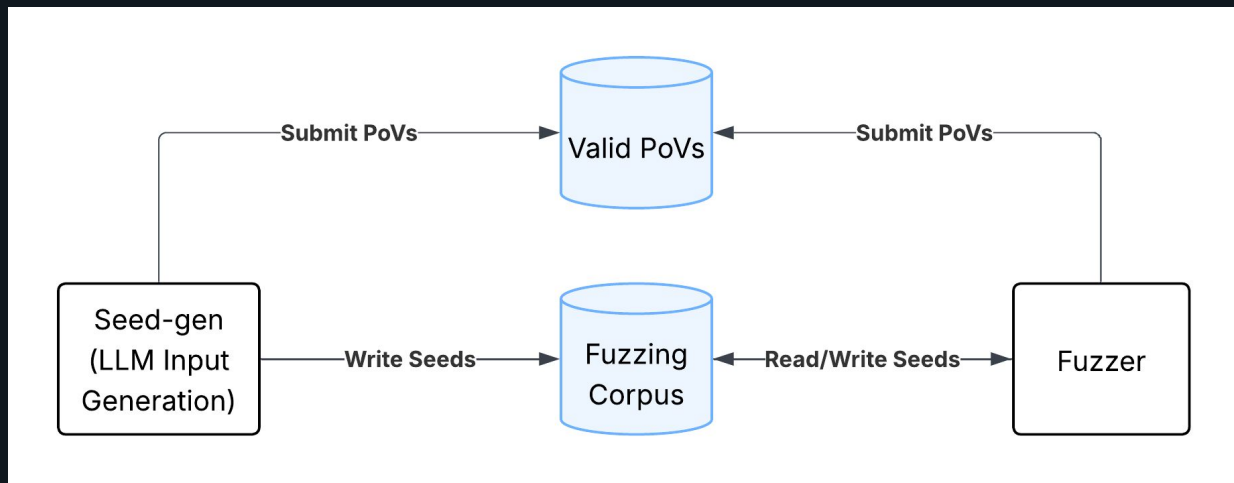 Submit PoVs
Submit PoVs
Valid PoVs
Seed-gen
(LLM Input
Generation)
Write Seeds
Fuzzing
Corpus
Read/Write Seeds
Fuzzer